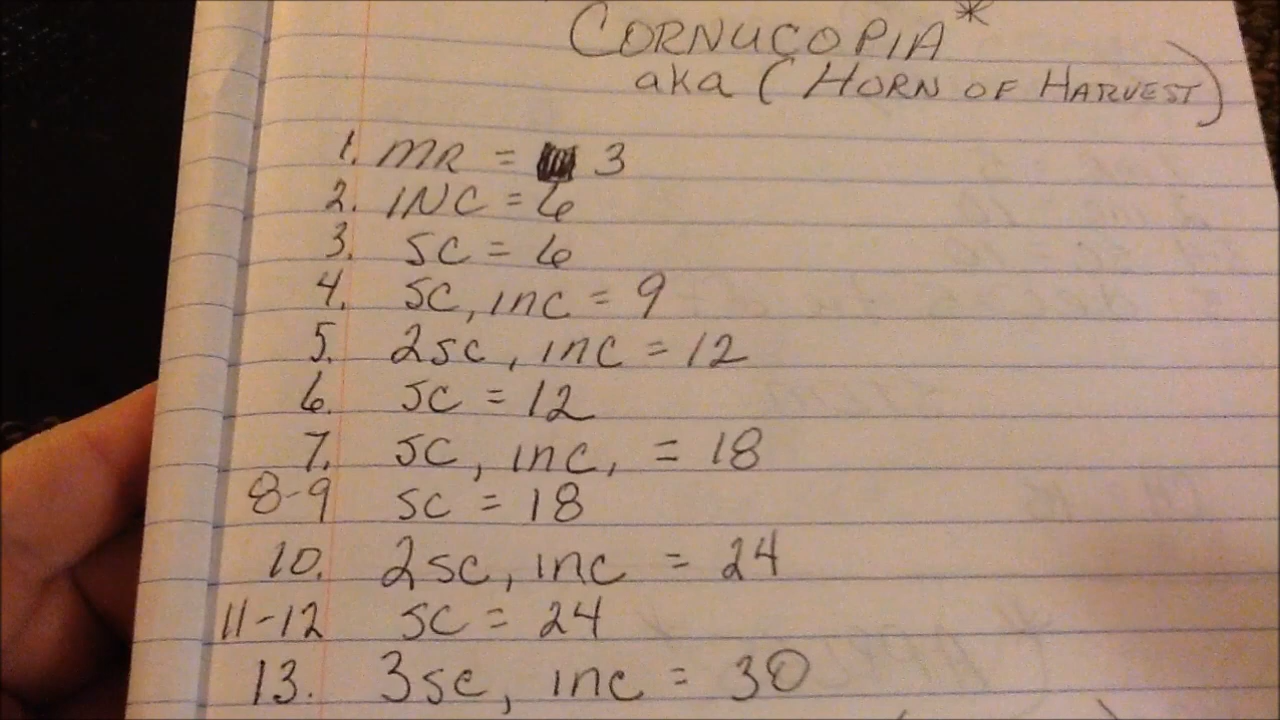 CORNUCOPIA*
aka (HORN OF HARVEST)
1. MR = 3
2. INC = 6
3. SC = 6
4. SC, inc = 9
5. 2sc, inc = 12
6. SC = 12
7. SC, inc, = 18
8-9 SC = 18
10. 2sc, inc = 24
11-12 SC = 24
13. 3sc, inc = 30